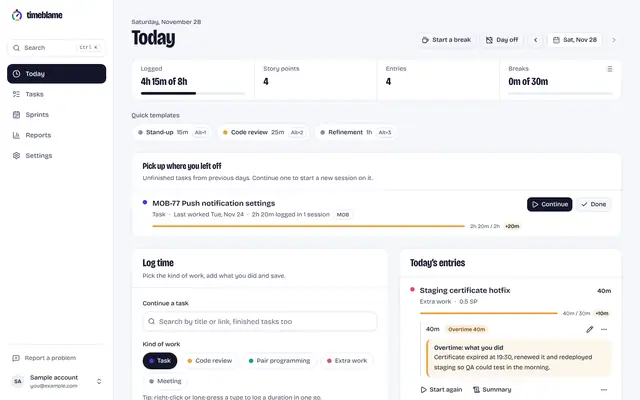 timeblame
Search Ctrl K
Today
Tasks
Sprints
Reports
Settings
Report a problem
SA Sample account
you@example.com
Saturday, November 28
Today
Start a break
Day off
Sat, Nov 28
Logged
4h 15m of 8h
Story points
4
Entries
4
Breaks
0m of 30m
Quick templates
Stand-up 15m Alt+1
Code review 25m Alt+2
Refinement 1h Alt+3
Pick up where you left off
Unfinished tasks from previous days. Continue one to start a new session on it.
MOB-77 Push notification settings
Task · Last worked Tue, Nov 24 · 2h 20m logged in 1 session MOB
Continue
Done
2h 20m / 2h +20m
Log time
Pick the kind of work, add what you did and save.
Continue a task
Search by title or link, finished tasks too
Kind of work
Task
Code review
Pair programming
Extra work
Meeting
Tip: right-click or long-press a type to log a duration in one go.
Today's entries
Staging certificate hotfix 40m
Extra work · 0.5 SP
40m / 30m +10m
40m Overtime 40m
Overtime: what you did
Certificate expired at 19:30, renewed it and redeployed
staging so QA could test in the morning.
Start again
Summary